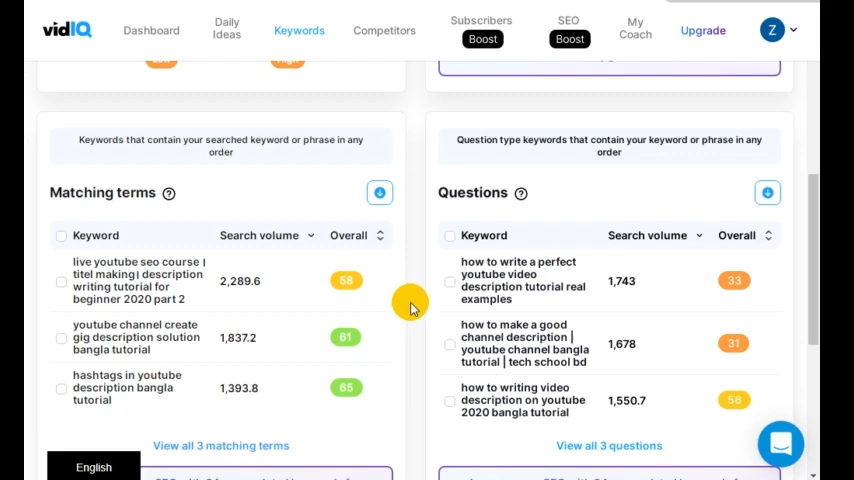 vidIQ
Dashboard
Daily
Ideas
Keywords
Competitors
Subscribers
Boost
SEO
Boost
My
Coach
Upgrade
Z
Keywords that contain your searched keyword or phrase in any
order
Matching terms
Keyword Search volume Overall
live youtube seo course |
titel making| description
writing tutorial for
beginner 2020 part 2
2,289.6
58
youtube channel create
gig description solution
bangla tutorial
1,837.2
61
hashtags in youtube
description bangla
tutorial
1,393.8
65
View all 3 matching terms
Question type keywords that contain your keyword or phrase in any
order
Questions
Keyword Search volume Overall
how to write a perfect
youtube video
description tutorial real
examples
1,743
33
how to make a good
channel description |
youtube channel bangla
tutorial | tech school bd
1,678
31
how to writing video
description on youtube
2020 bangla tutorial
1,550.7
56
View all 3 questions
English